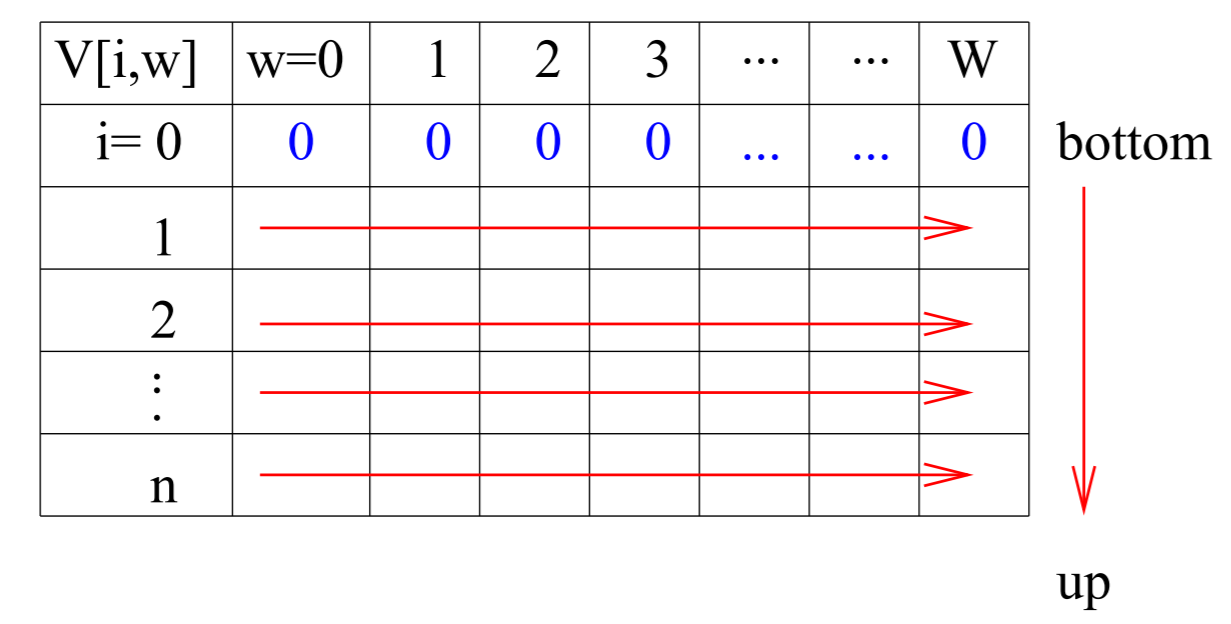 V[i,w] w=0 1 2 3 ... ... W
i= 0 0 0 0 0 ... ... 0 bottom
1
2
:
.
n
up